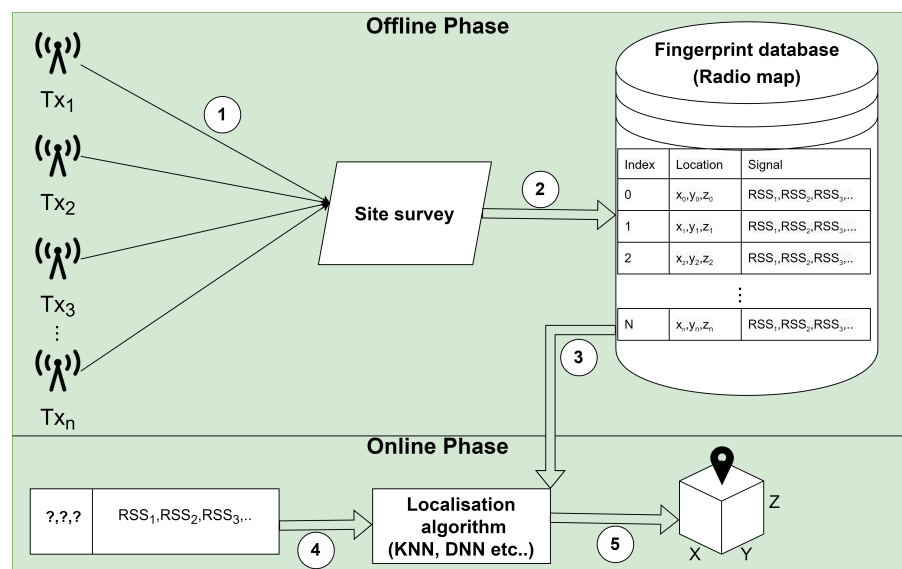 Offline Phase
Tx1
Tx2
Tx3
⋮
Txn
1
Site survey
2
Fingerprint database
(Radio map)
Index Location Signal
0 x0,y0,z0 RSS1,RSS2,RSS3,..
1 x1,y1,z1 RSS1,RSS2,RSS3,...
2 x2,y2,z2 RSS1,RSS2,RSS3,..
⋮
N xn,yn,zn RSS1,RSS2,RSS3,..
3
Online Phase
?,?,? RSS1,RSS2,RSS3,..
4
Localisation
algorithm
(KNN, DNN etc..)
5
Z
X Y